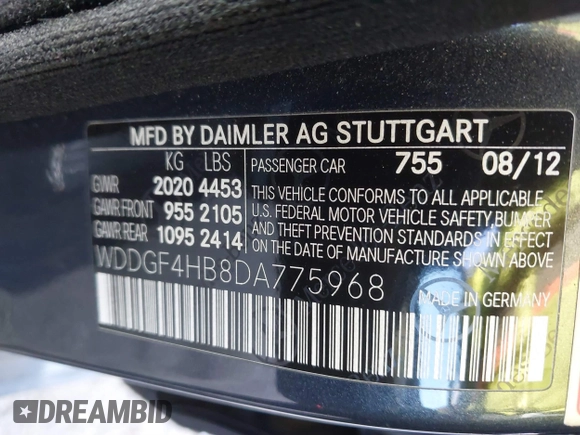 MFD BY DAIMLER AG STUTTGART
KG LBS PASSENGER CAR 755 08/12
GVWR 2020 4453
GAWR FRONT 955 2105
GAWR REAR 1095 2414
THIS VEHICLE CONFORMS TO ALL APPLICABLE
U.S. FEDERAL MOTOR VEHICLE SAFETY, BUMPER
AND THEFT PREVENTION STANDARDS IN EFFECT
ON THE DATE OF MANUFACTURE SHOWN ABOVE
WDDGF4HB8DA775968
MADE IN GERMANY
DREAMBID